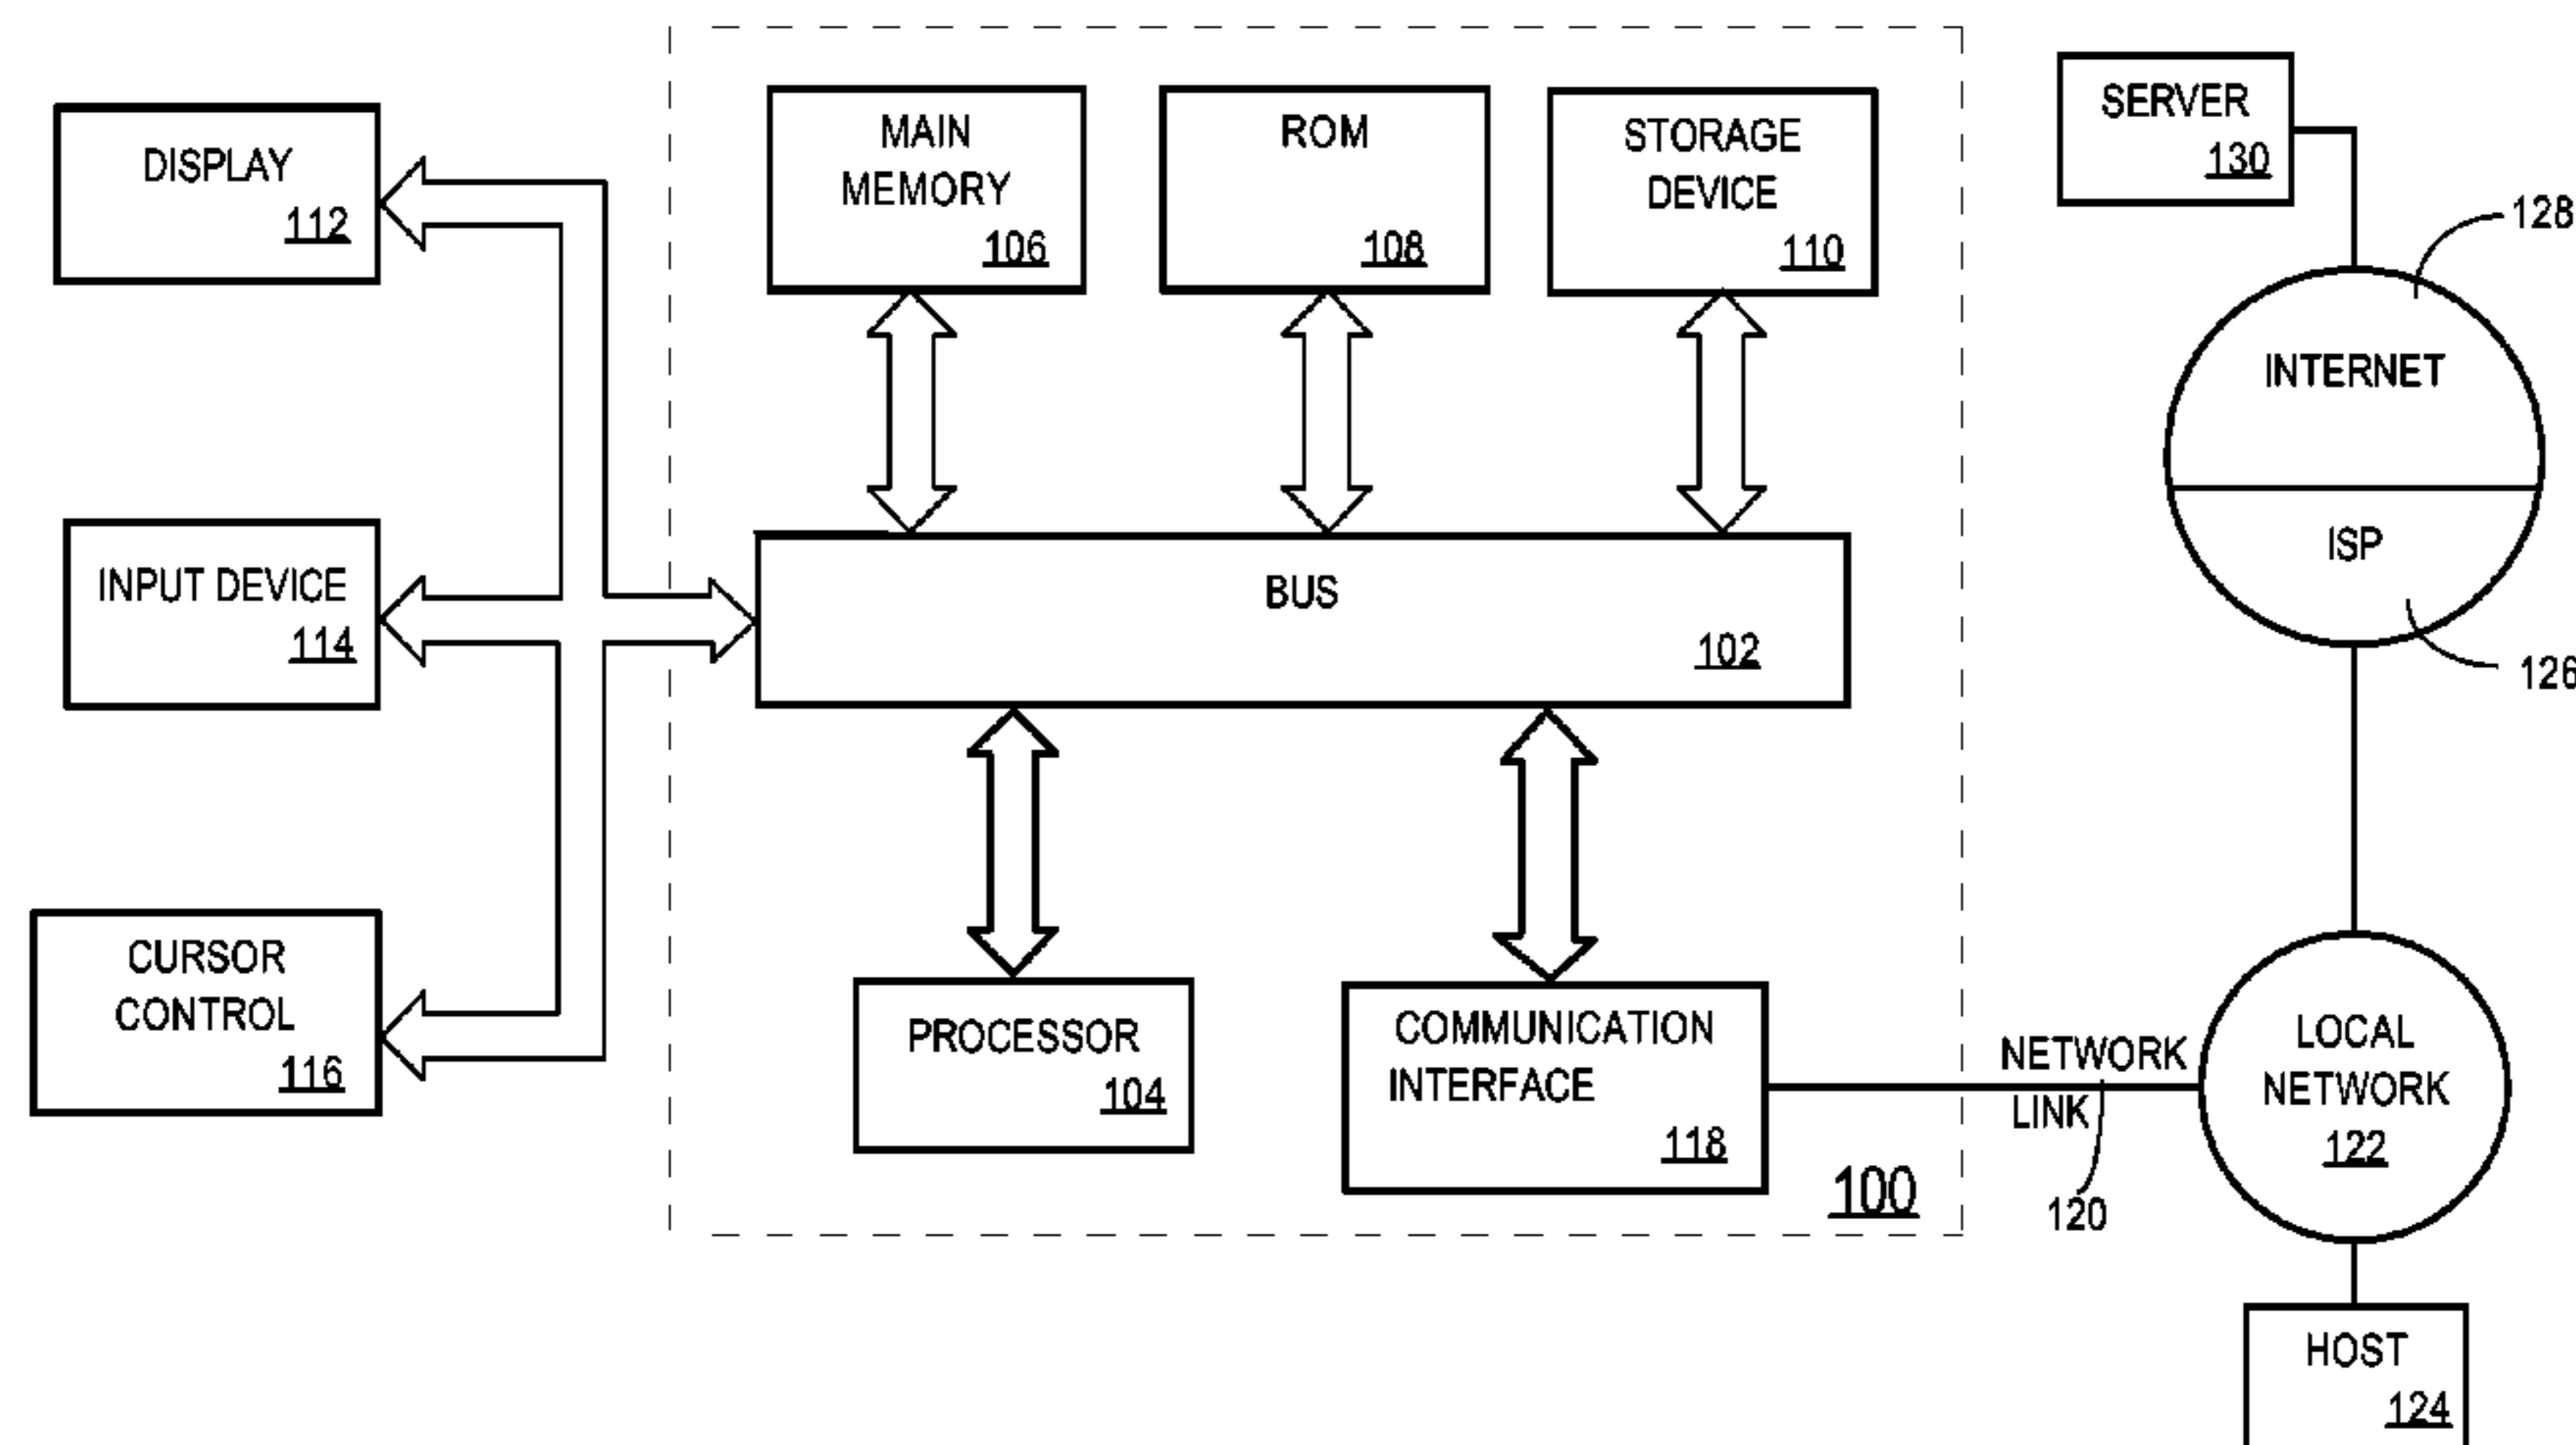 DISPLAY
112
INPUT DEVICE
114
CURSOR
CONTROL
116
MAIN
MEMORY
106
ROM
108
STORAGE
DEVICE
110
BUS
102
PROCESSOR
104
COMMUNICATION
INTERFACE
118
100
SERVER
130
128
INTERNET
ISP
126
NETWORK
LINK
120
LOCAL
NETWORK
122
HOST
124